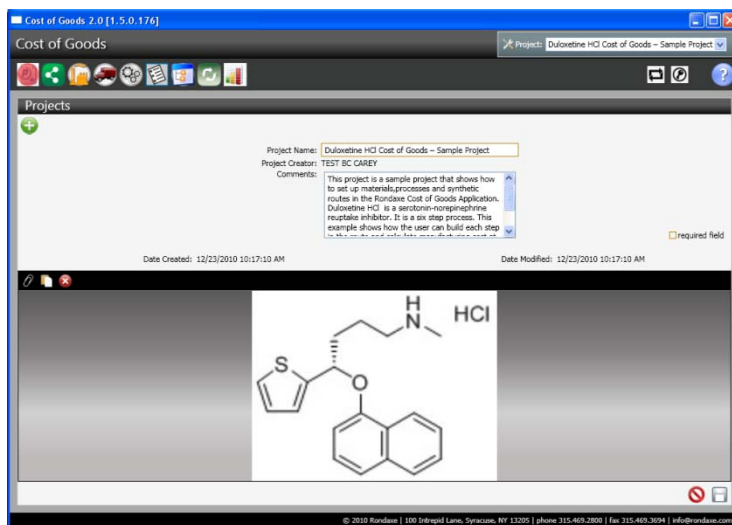 Cost of Goods 2.0 [1.5.0.176]
Cost of Goods
Project: Duloxetine HCl Cost of Goods – Sample Project
Projects
Project Name: Duloxetine HCl Cost of Goods – Sample Project
Project Creator: TEST BC CAREY
Comments: This project is a sample project that shows how
to set up materials,processes and synthetic
routes in the Rondaxe Cost of Goods Application.
Duloxetine HCl is a serotonin-norepinephrine
reuptake inhibitor. It is a six step process. This
example shows how the user can build each step
required field
Date Created: 12/23/2010 10:17:10 AM
Date Modified: 12/23/2010 10:17:10 AM
H
N
HCl
S
O
© 2010 Rondaxe | 100 Intrepid Lane, Syracuse, NY 13205 | phone 315.469.2800 | fax 315.469.3694 | info@rondaxe.com